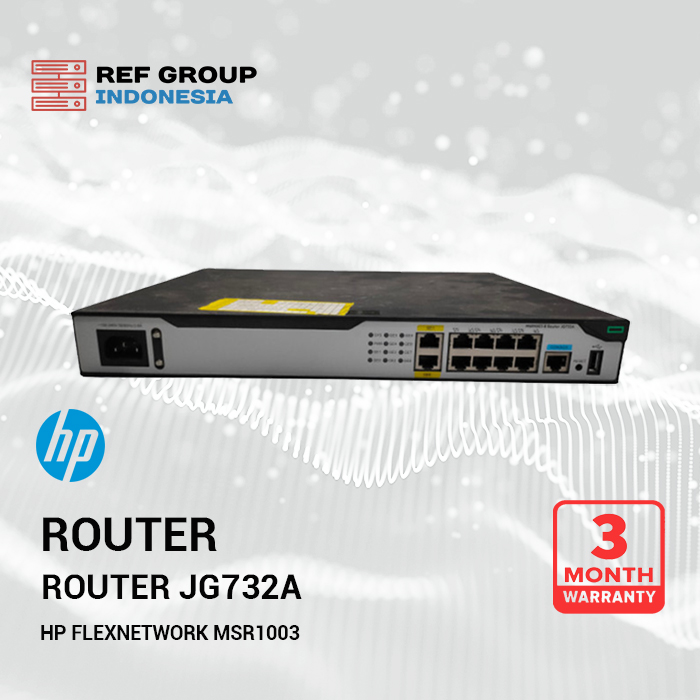 REF GROUP
INDONESIA
hp
ROUTER
ROUTER JG732A
HP FLEXNETWORK MSR1003
3
MONTH
WARRANTY